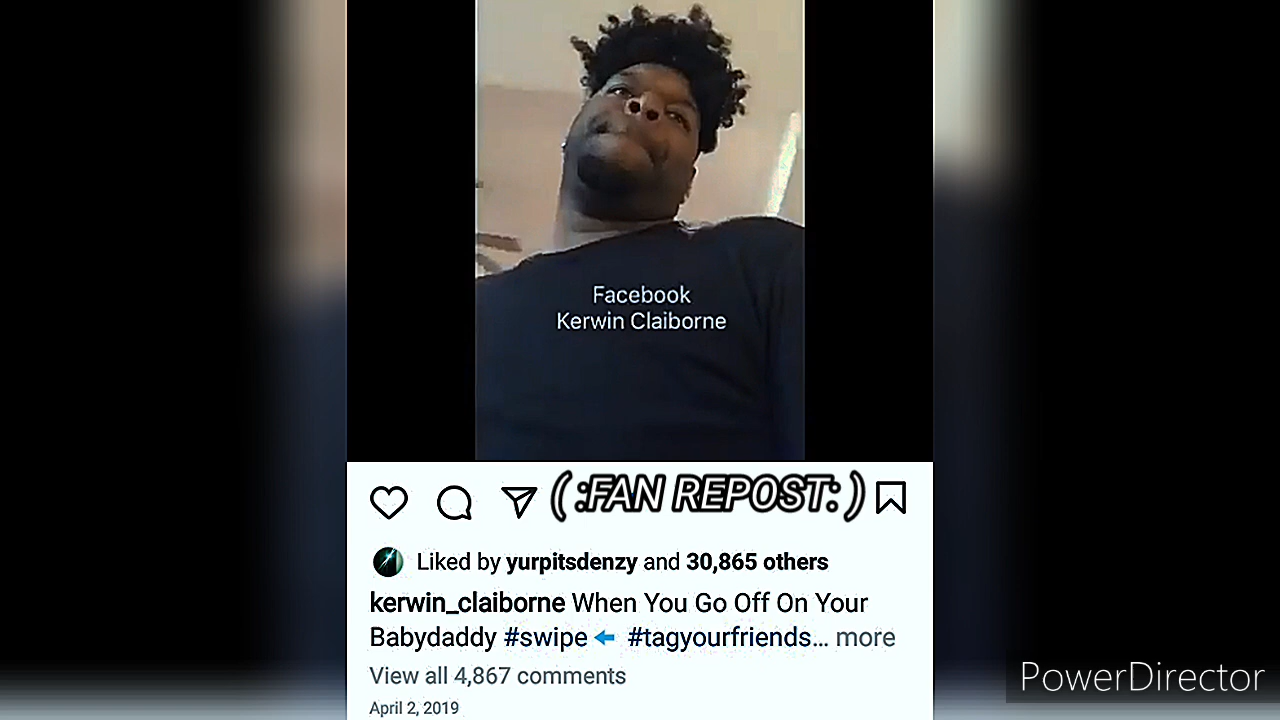 Facebook
Kerwin Claiborne
( :FAN REPOST: )
Liked by yurpitsdenzy and 30,865 others
kerwin_claiborne When You Go Off On Your
Babydaddy #swipe #tagyourfriends... more
View all 4,867 comments
April 2, 2019
PowerDirector